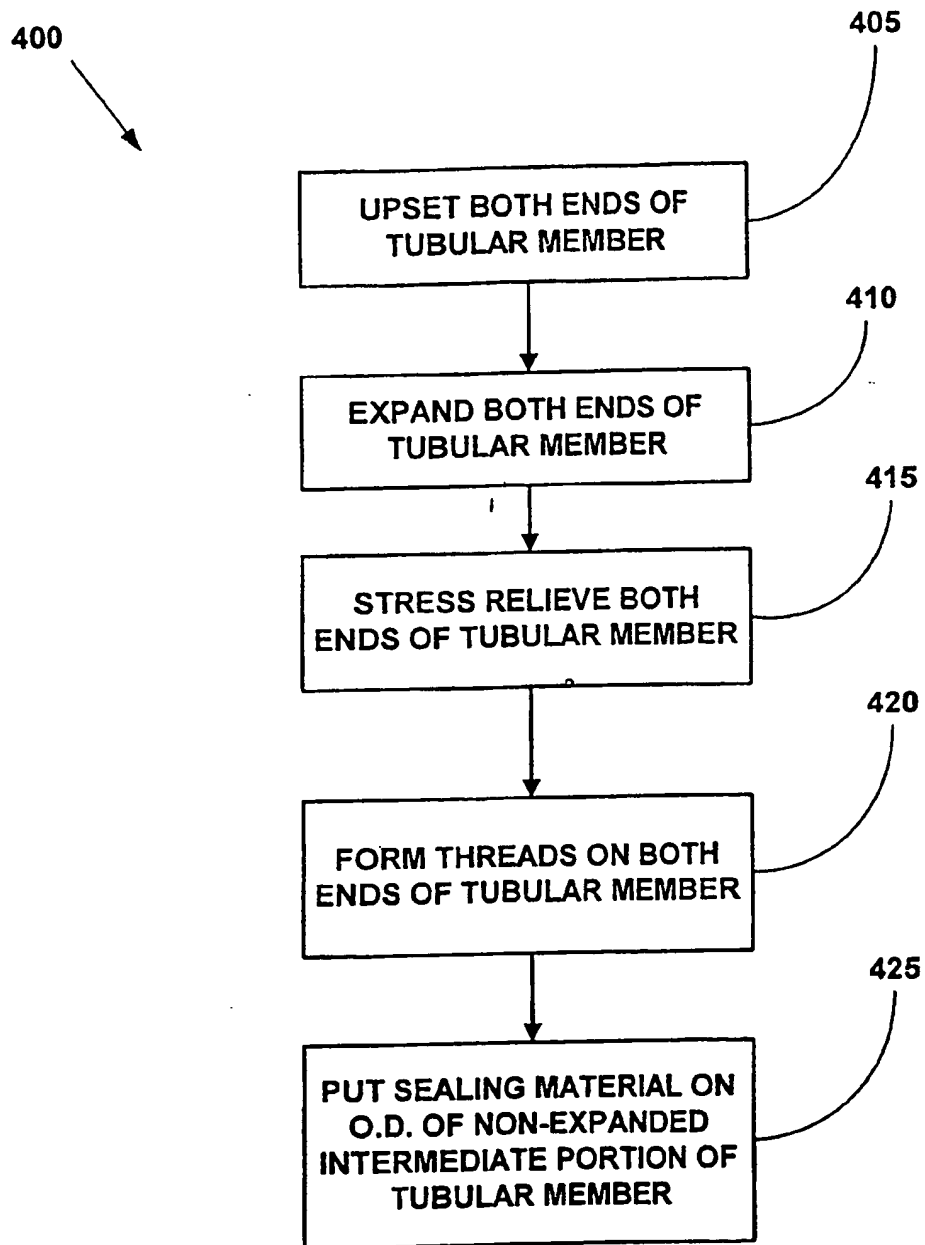 400
405
UPSET BOTH ENDS OF
TUBULAR MEMBER
410
EXPAND BOTH ENDS OF
TUBULAR MEMBER
415
STRESS RELIEVE BOTH
ENDS OF TUBULAR MEMBER
420
FORM THREADS ON BOTH
ENDS OF TUBULAR MEMBER
425
PUT SEALING MATERIAL ON
O.D. OF NON-EXPANDED
INTERMEDIATE PORTION OF
TUBULAR MEMBER